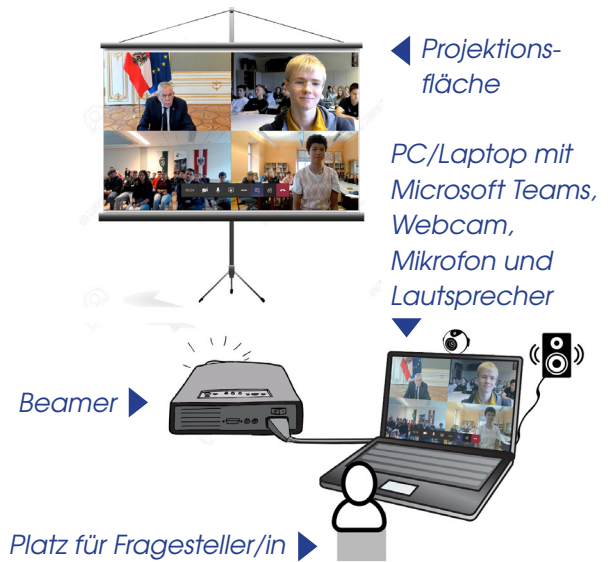 Projektions-
fläche
PC/Laptop mit
Microsoft Teams,
Webcam,
Mikrofon und
Lautsprecher
Beamer
Platz für Fragesteller/in